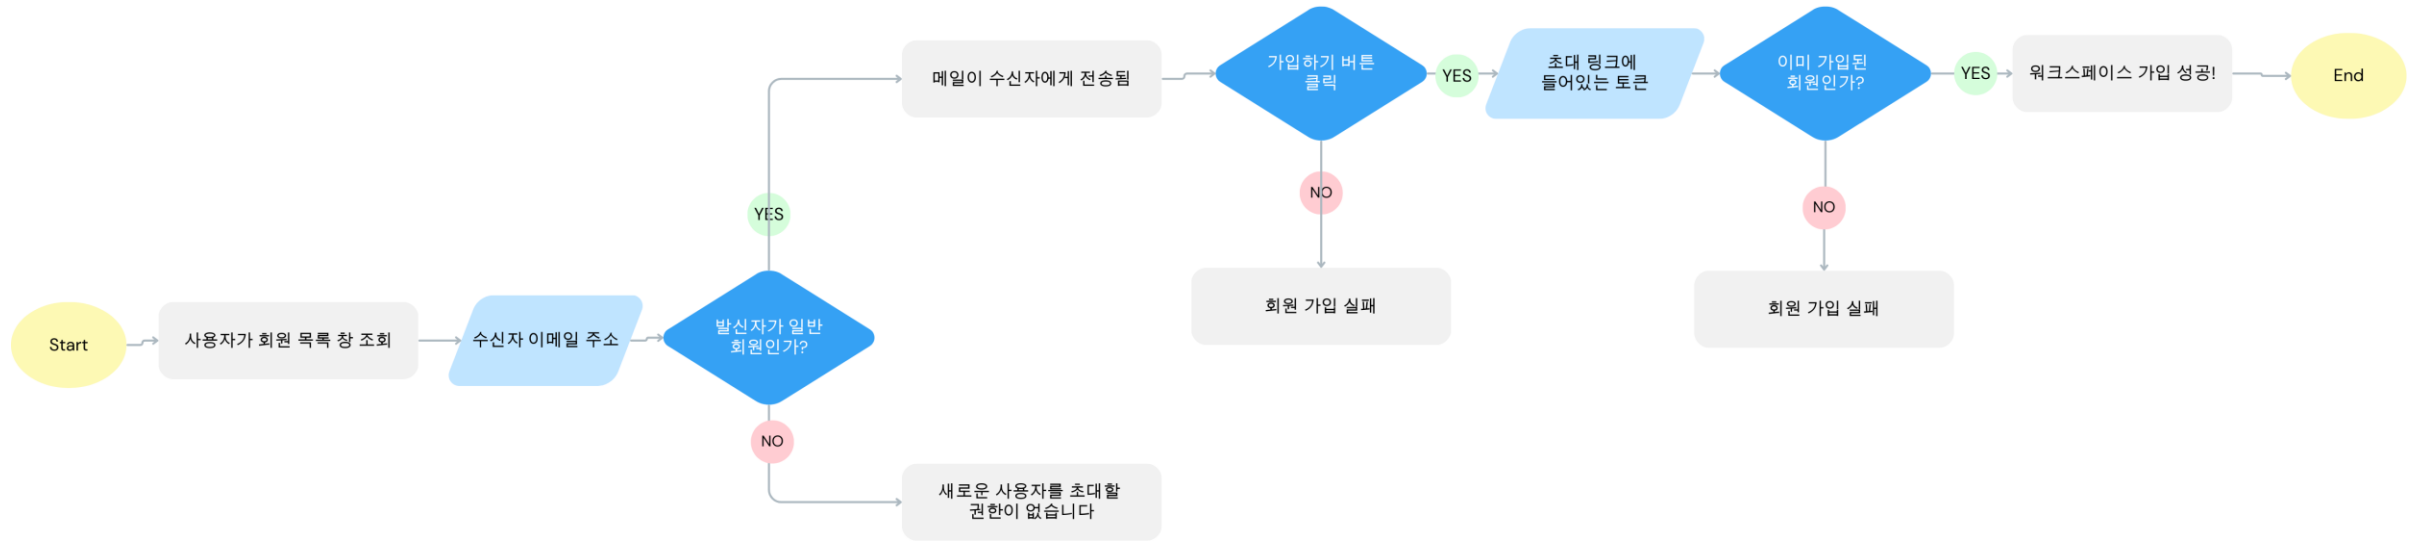 Start
사용자가 회원 목록 창 조회
수신자 이메일 주소
발신자가 일반
회원인가?
YES
메일이 수신자에게 전송됨
NO
새로운 사용자를 초대할
권한이 없습니다
가입하기 버튼
클릭
NO
회원 가입 실패
YES
초대 링크에
들어있는 토큰
이미 가입된
회원인가?
NO
회원 가입 실패
YES
워크스페이스 가입 성공!
End